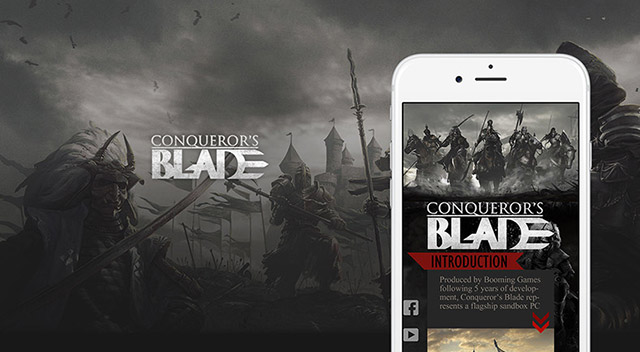 CONQUEROR'S
BLADE
CONQUEROR'S
BLADE
INTRODUCTION
Produced by Booming Games
following 5 years of develop-
ment, Conqueror's Blade rep-
resents a flagship sandbox PC